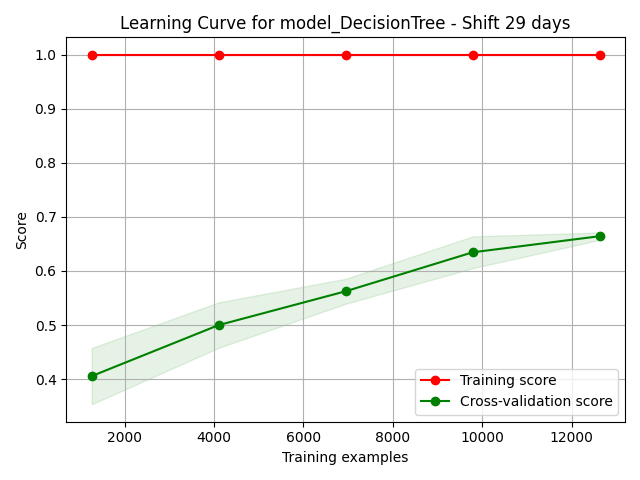 Learning Curve for model_DecisionTree - Shift 29 days
Score
1.0
0.9
0.8
0.7
0.6
0.5
0.4
2000 4000 6000 8000 10000 12000
Training examples
Training score
Cross-validation score